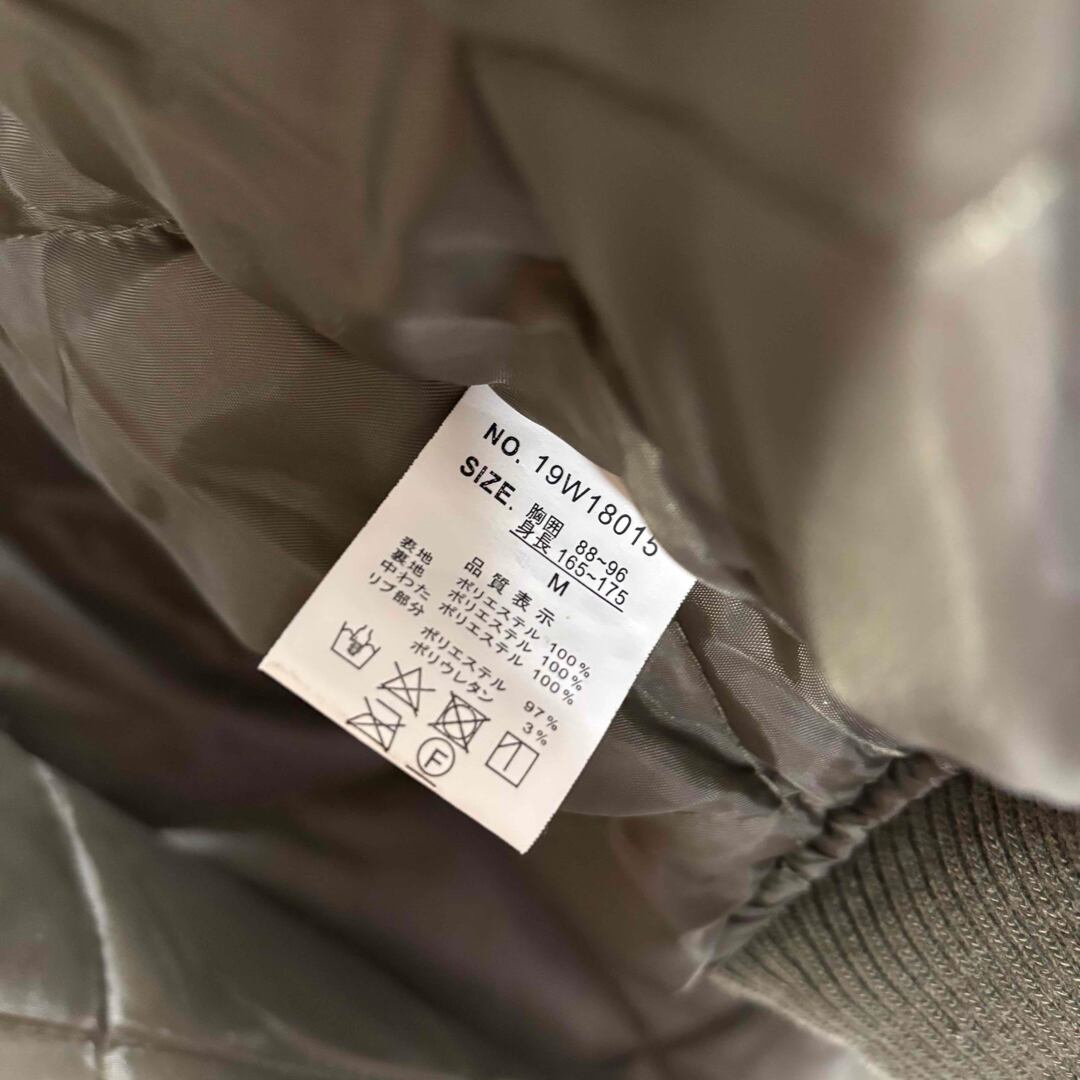 NO. 19W18015
SIZE.
胸囲 88~96
身長 165~175
M
品質表示
表地 ポリエステル 100%
裏地 ポリエステル 100%
中わた ポリエステル 100%
リブ部分 ポリエステル 97%
ポリウレタン 3%
F